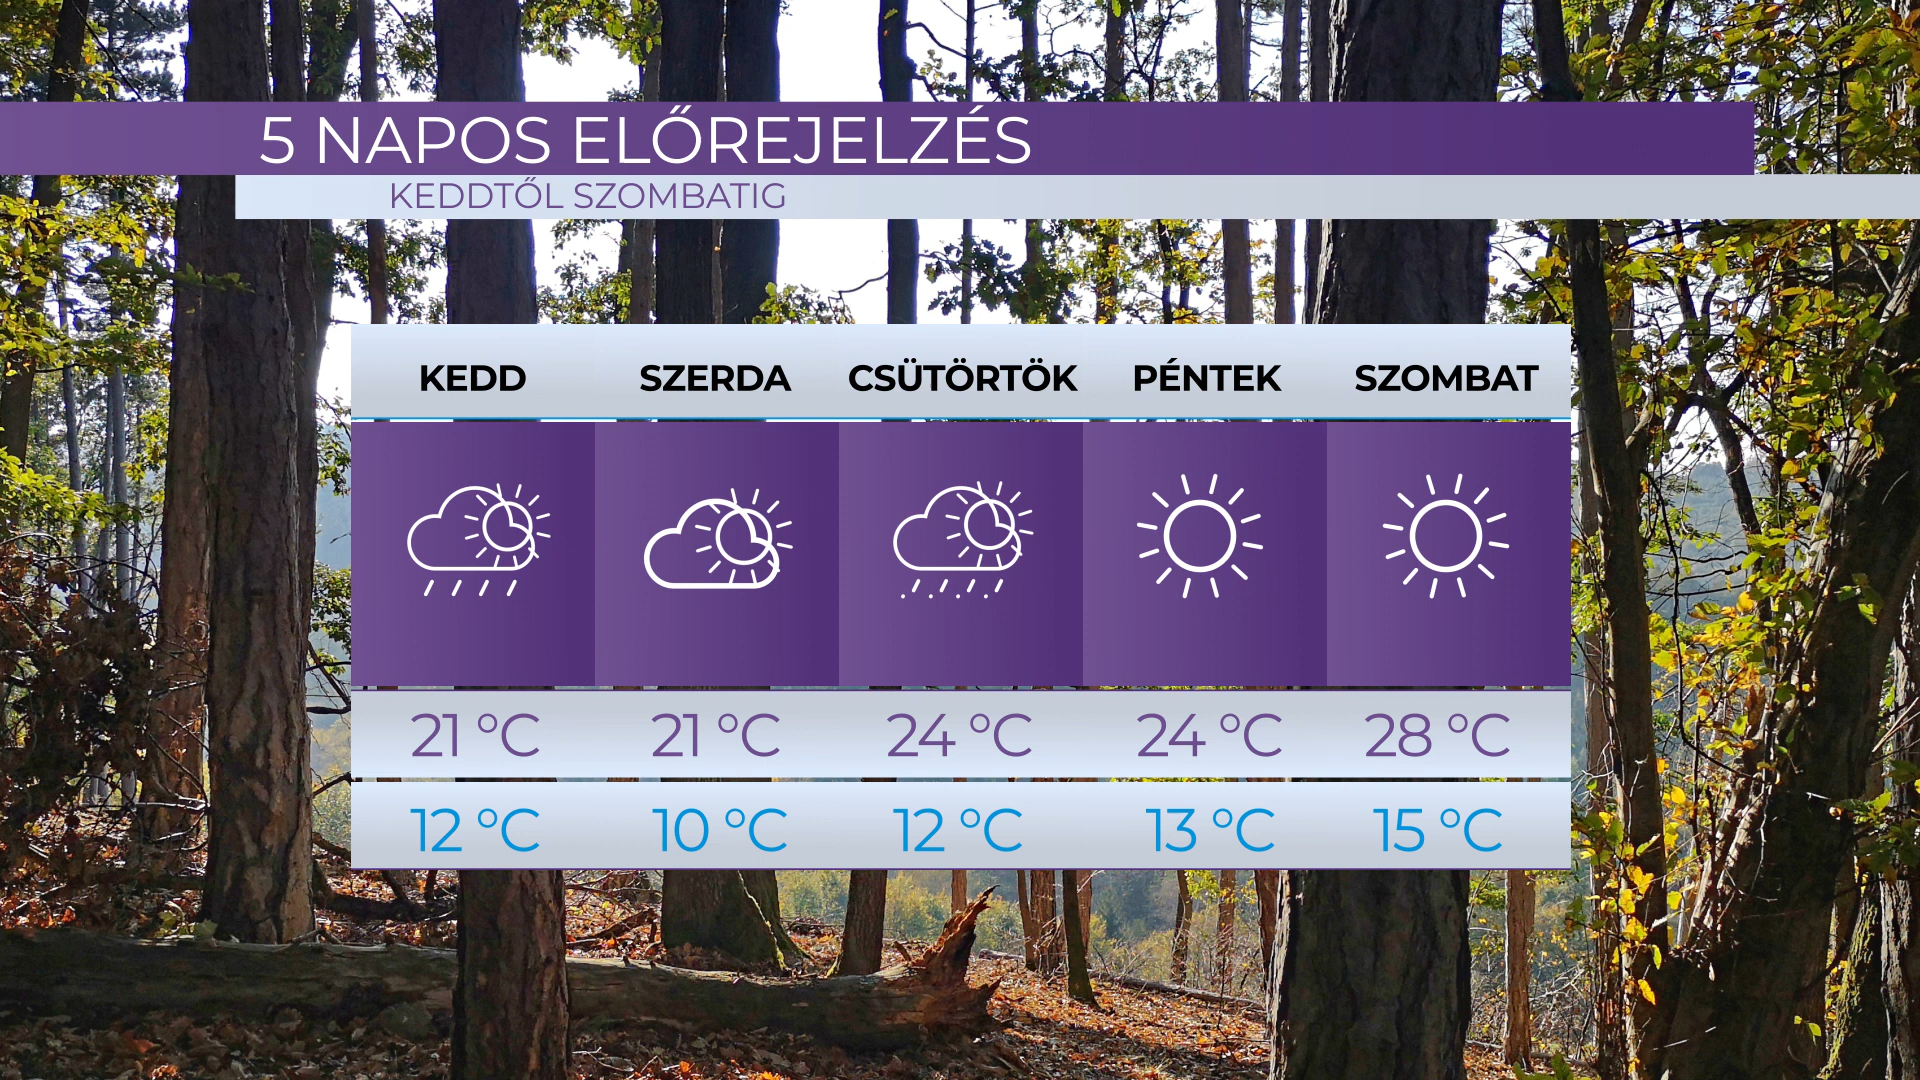 5 NAPOS ELŐREJELZÉS
KEDDTŐL SZOMBATIG
KEDD SZERDA CSÜTÖRTÖK PÉNTEK SZOMBAT
21 °C 21 °C 24 °C 24 °C 28 °C
12 °C 10 °C 12 °C 13 °C 15 °C